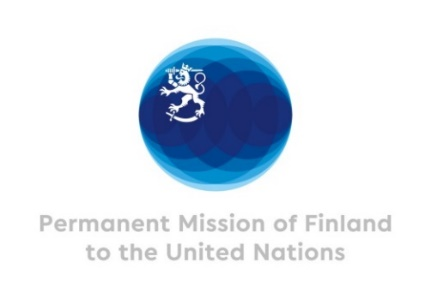 Permanent Mission of Finland
to the United Nations